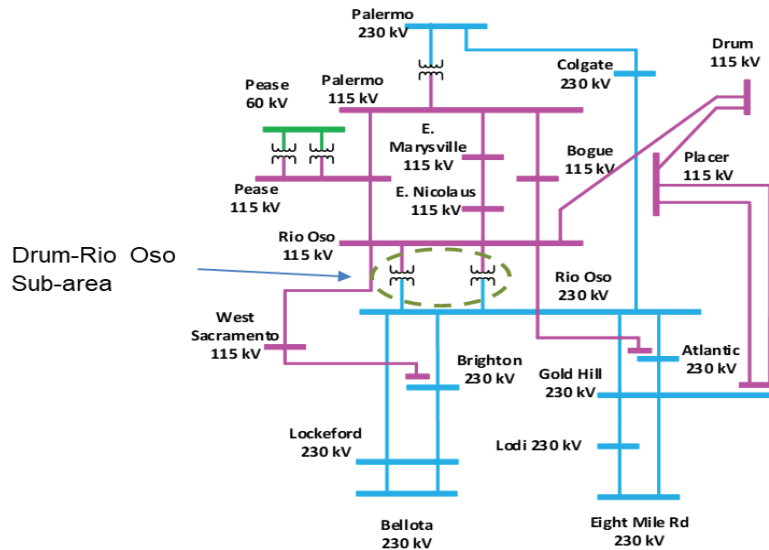 Palermo
230 kV
Colgate
230 kV
Drum
115 kV
Pease
60 kV
Palermo
115 kV
E.
Marysville
115 kV
Bogue
115 kV
Placer
115 kV
Pease
115 kV
E. Nicolaus
115 kV
Rio Oso
115 kV
Drum-Rio Oso
Sub-area
Rio Oso
230 kV
West
Sacramento
115 kV
Brighton
230 kV
Atlantic
230 kV
Gold Hill
230 kV
Lockeford
230 kV
Lodi 230 kV
Bellota
230 kV
Eight Mile Rd
230 kV